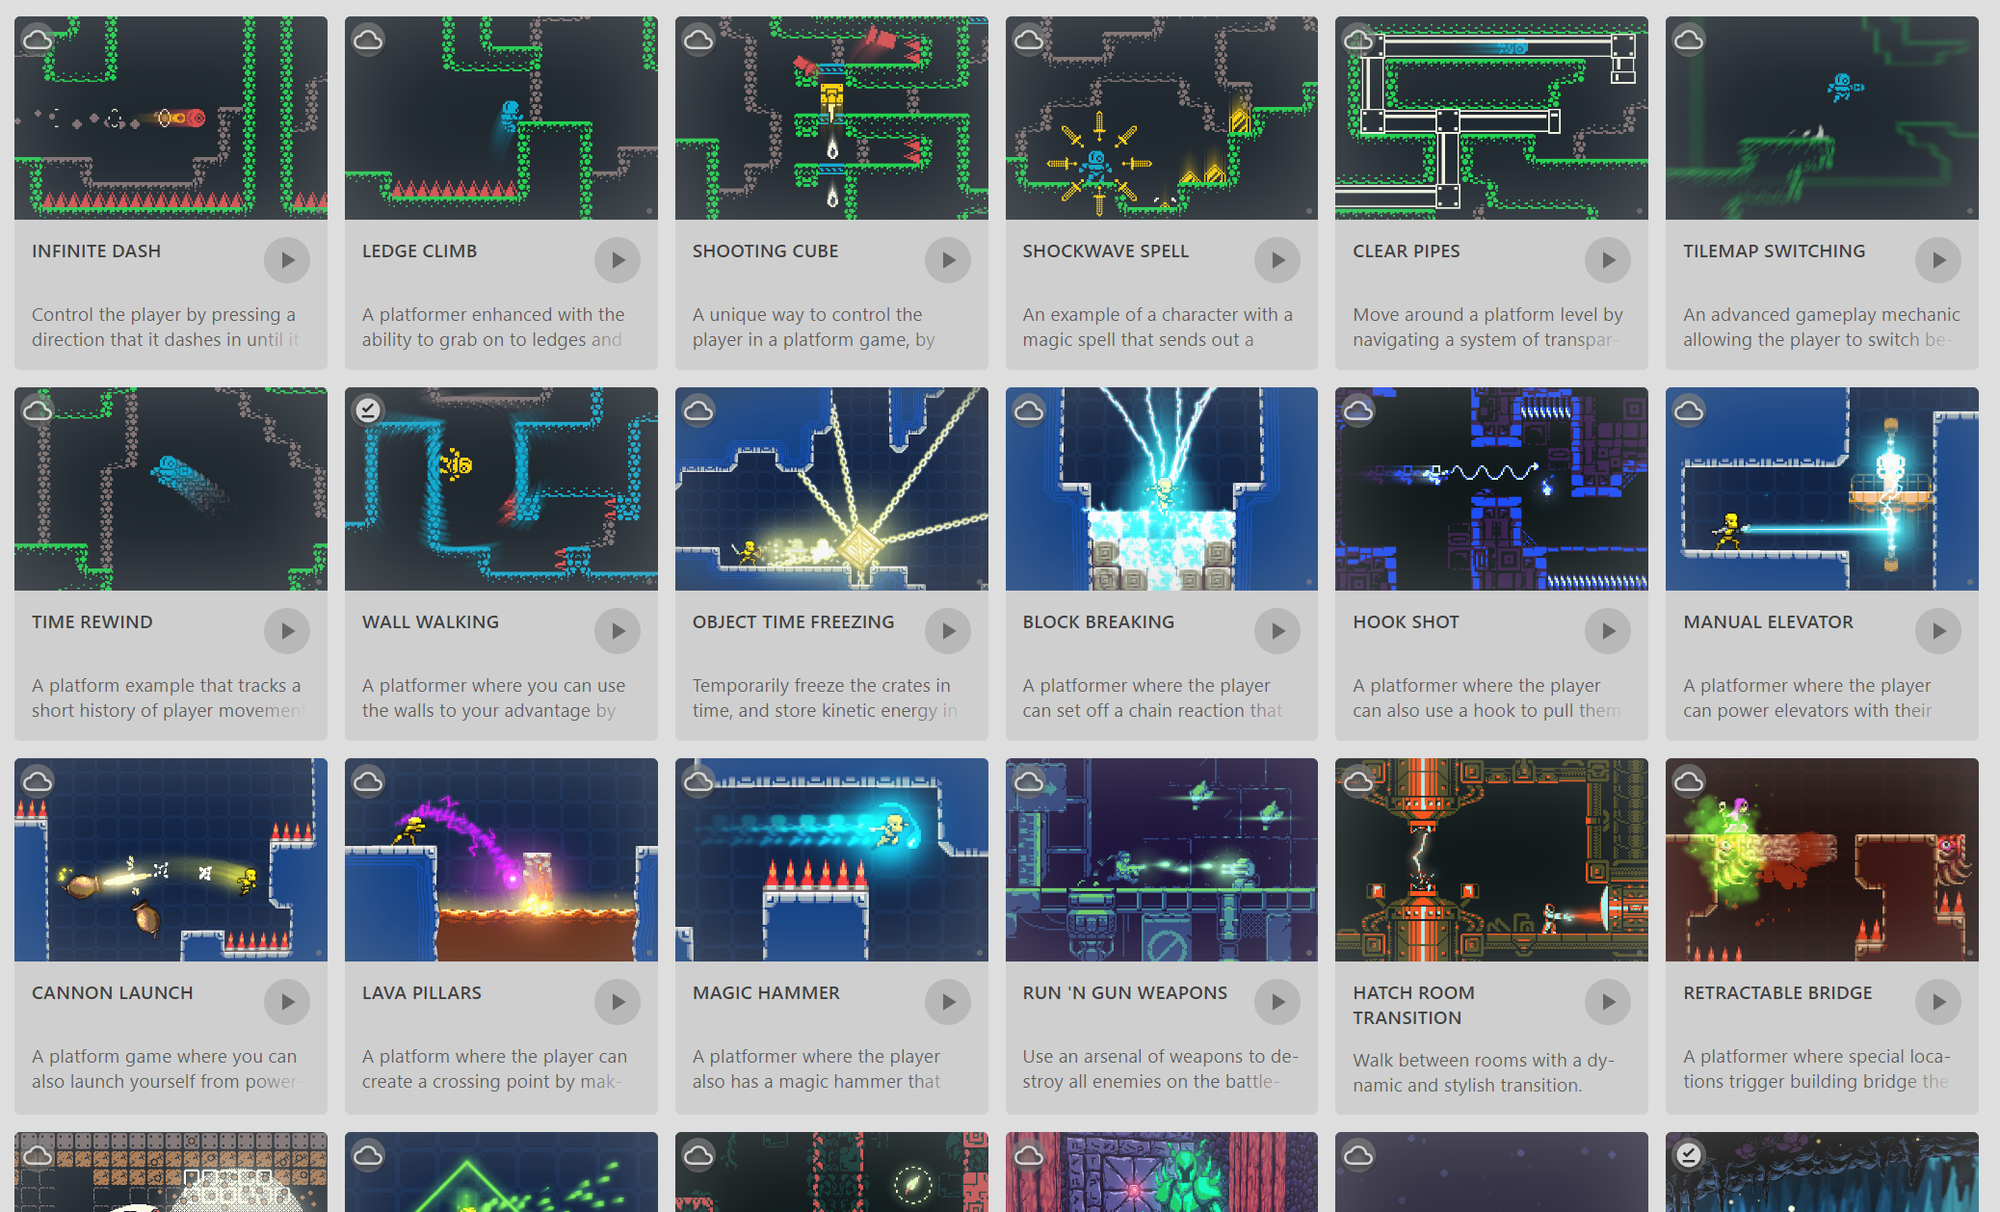 INFINITE DASH
Control the player by pressing a
direction that it dashes in until it
LEDGE CLIMB
A platformer enhanced with the
ability to grab on to ledges and
SHOOTING CUBE
A unique way to control the
player in a platform game, by
SHOCKWAVE SPELL
An example of a character with a
magic spell that sends out a
CLEAR PIPES
Move around a platform level by
navigating a system of transpar-
TILEMAP SWITCHING
An advanced gameplay mechanic
allowing the player to switch be-
TIME REWIND
A platform example that tracks a
short history of player movemen
WALL WALKING
A platformer where you can use
the walls to your advantage by
OBJECT TIME FREEZING
Temporarily freeze the crates in
time, and store kinetic energy in
BLOCK BREAKING
A platformer where the player
can set off a chain reaction that
HOOK SHOT
A platformer where the player
can also use a hook to pull them-
MANUAL ELEVATOR
A platformer where the player
can power elevators with their
CANNON LAUNCH
A platform game where you can
also launch yourself from power-
LAVA PILLARS
A platform where the player can
create a crossing point by mak-
MAGIC HAMMER
A platformer where the player
also has a magic hammer that
RUN 'N GUN WEAPONS
Use an arsenal of weapons to de-
stroy all enemies on the battle-
HATCH ROOM
TRANSITION
Walk between rooms with a dy-
namic and stylish transition.
RETRACTABLE BRIDGE
A platformer where special loca-
tions trigger building bridge the